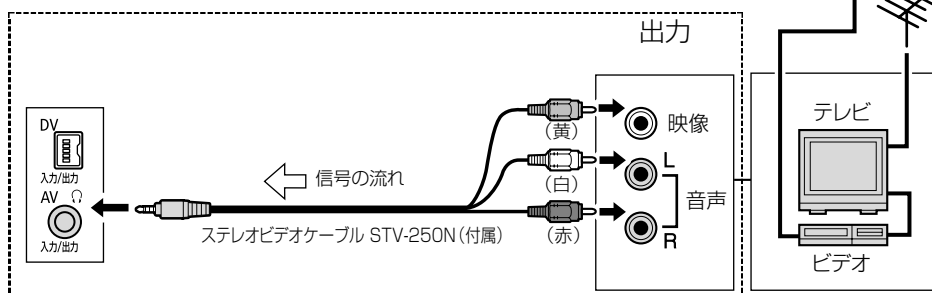 出力
DV
入力/出力
AV
入力/出力
信号の流れ
ステレオビデオケーブル STV-250N(付属)
(黄)
(白)
(赤)
映像
L
音声
R
テレビ
ビデオ